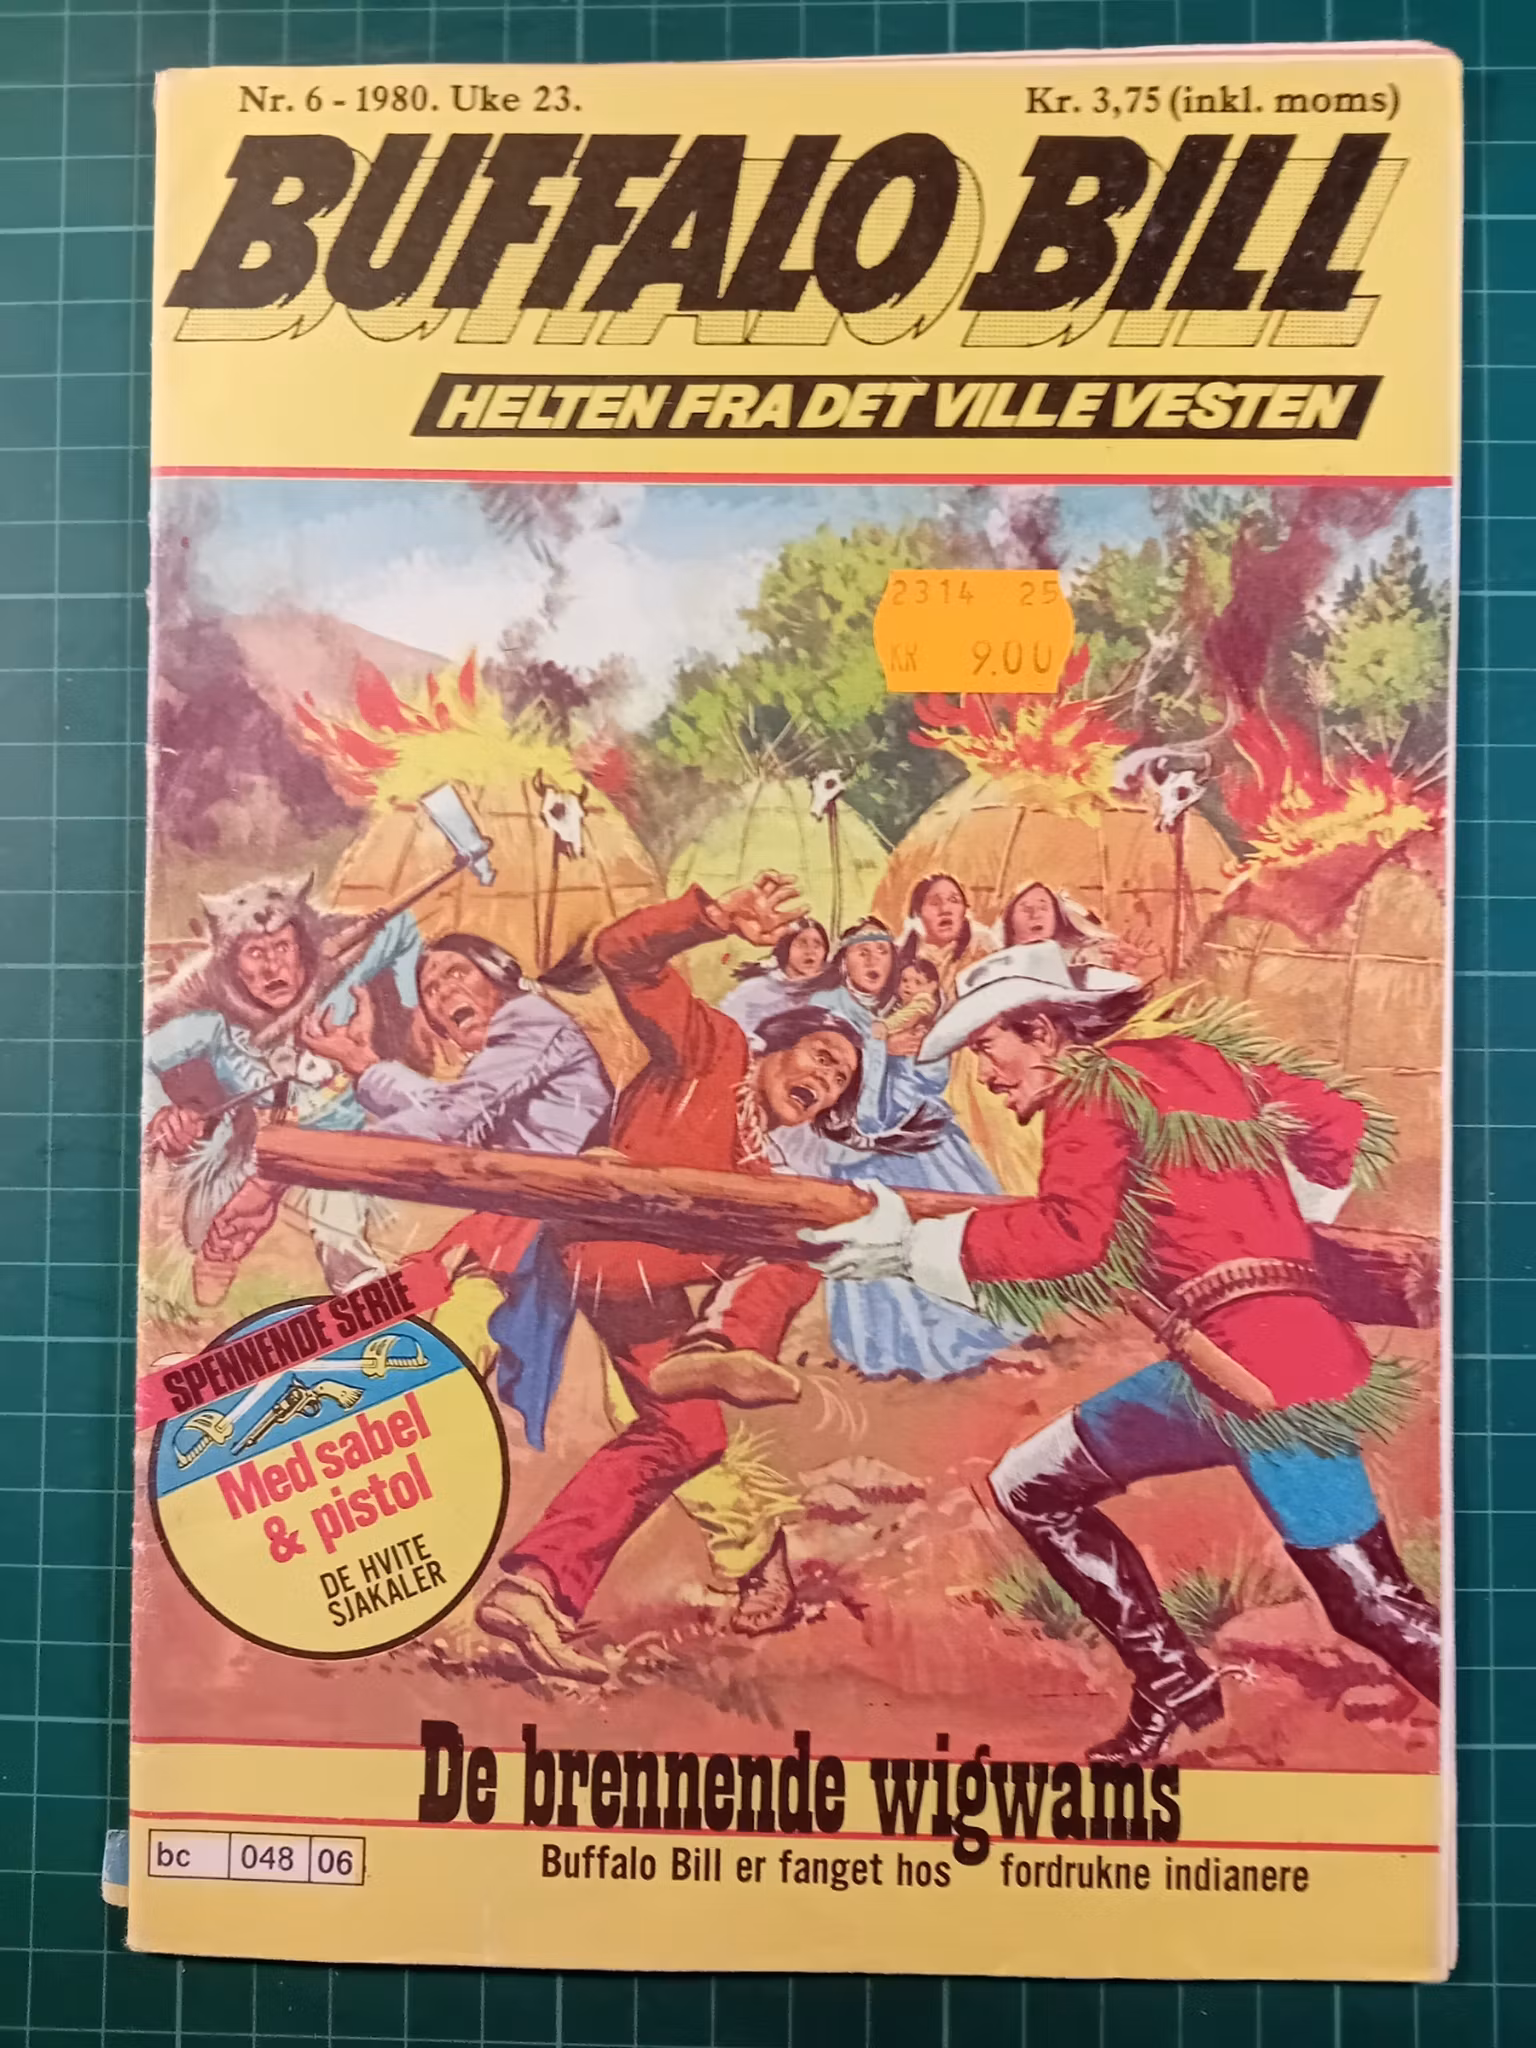 Nr. 6 - 1980. Uke 23.
Kr. 3,75 (inkl. moms)
BUFFALO BILL
HELTEN FRA DET VILLE VESTEN
2314 25
KR 9.00
SPENNENDE SERIE
Med sabel
& pistol
DE HVITE
SJAKALER
De brennende wigwams
bc 048 06
Buffalo Bill er fanget hos fordrukne indianere